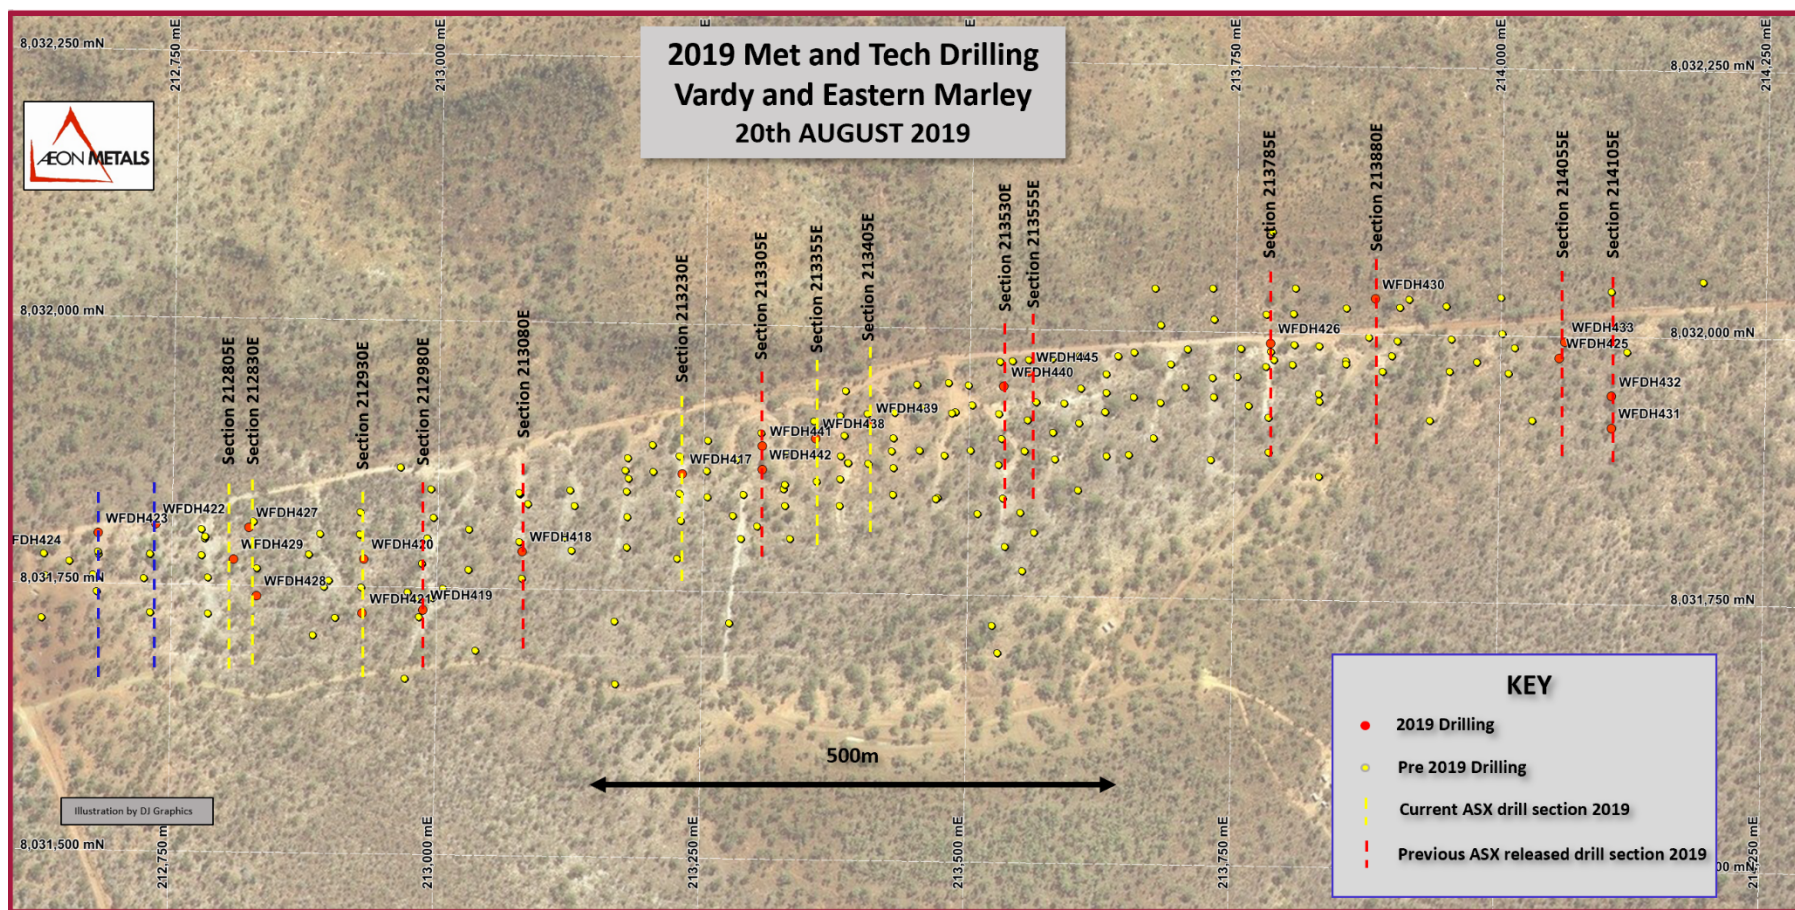 8,032,250 mN
212,750 mE
213,000 mE
213,750 mE
214,000 mE
214,250 mE
8,032,250 mN
2019 Met and Tech Drilling
Vardy and Eastern Marley
20th AUGUST 2019
ÆON METALS
Section 212805E
Section 212830E
Section 212930E
Section 212980E
Section 213080E
Section 213230E
Section 213305E
Section 213355E
Section 213405E
Section 213530E
Section 213555E
Section 213785E
Section 213880E
Section 214055E
Section 214105E
8,032,000 mN
8,032,000 mN
WFDH430
WFDH426
WFDH433
WFDH425
WFDH445
WFDH440
WFDH432
WFDH431
WFDH439
WFDH438
WFDH441
WFDH442
WFDH417
WFDH422
WFDH423
WFDH427
WFDH424
WFDH429
WFDH420
WFDH418
WFDH428
WFDH421
WFDH419
8,031,750 mN
8,031,750 mN
500m
KEY
2019 Drilling
Pre 2019 Drilling
Current ASX drill section 2019
Previous ASX released drill section 2019
Illustration by DJ Graphics
8,031,500 mN
212,750 mE
213,000 mE
213,250 mE
213,500 mE
213,750 mE
250 mE
00 mN